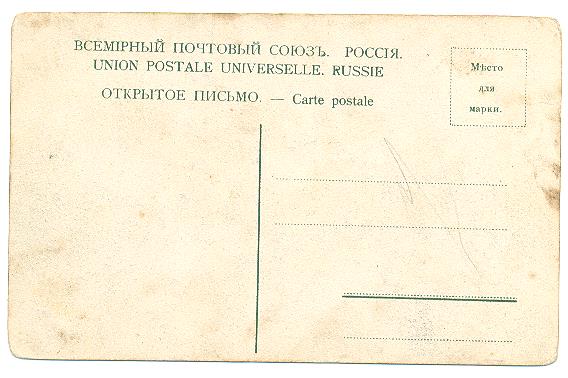 ВСЕМІРНЫЙ ПОЧТОВЫЙ СОЮЗЪ. РОССІЯ.
UNION POSTALE UNIVERSELLE. RUSSIE
ОТКРЫТОЕ ПИСЬМО. — Carte postale
Мѣсто
для
марки.